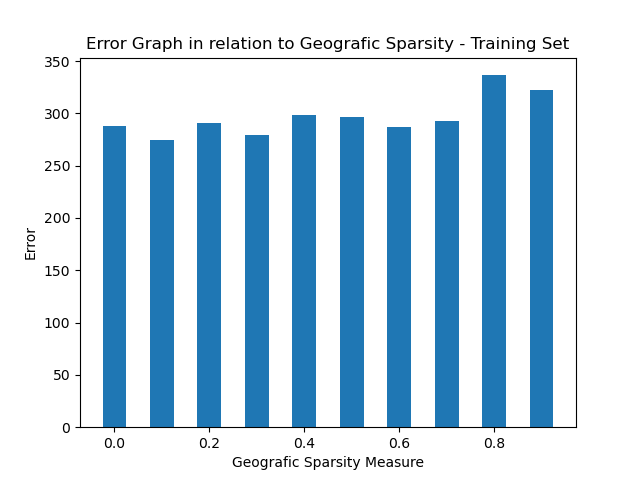 Error Graph in relation to Geografic Sparsity - Training Set
350
300
250
200
150
100
50
0
Error
0.0 0.2 0.4 0.6 0.8
Geografic Sparsity Measure